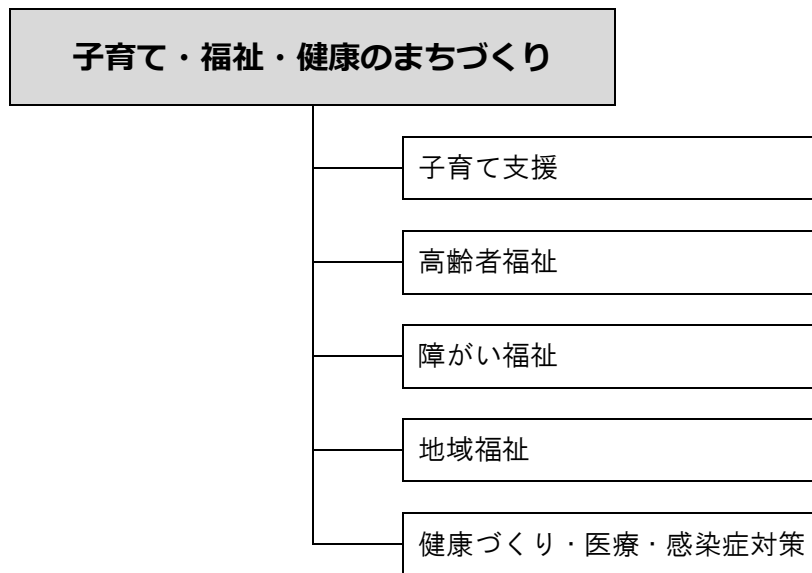 子育て・福祉・健康のまちづくり
子育て支援
高齢者福祉
障がい福祉
地域福祉
健康づくり・医療・感染症対策